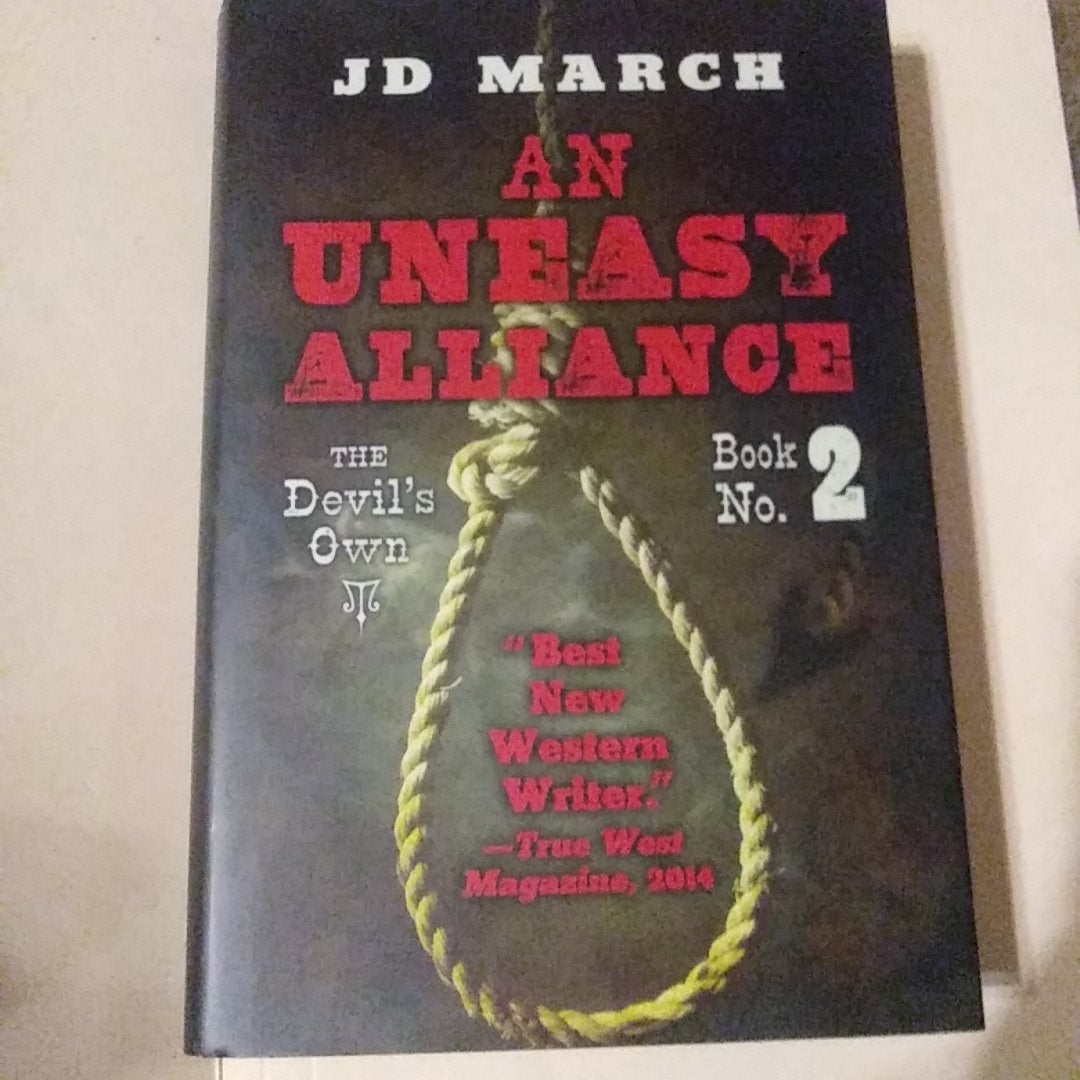 JD MARCH
AN
UNEASY
ALLIANCE
THE
Devil's
Own
Book
No. 2
"Best
New
Western
Writer."
—True West
Magazine, 2014